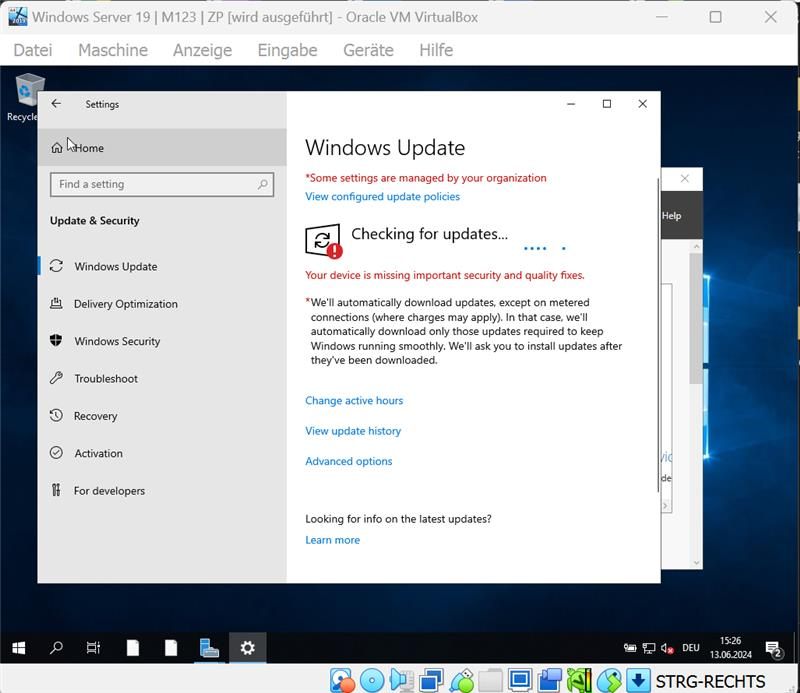 Windows Server 19 | M123 | ZP [wird ausgeführt] - Oracle VM VirtualBox
Datei Maschine Anzeige Eingabe Geräte Hilfe
Recycle
Settings
Home
Find a setting
Update & Security
Windows Update
Delivery Optimization
Windows Security
Troubleshoot
Recovery
Activation
For developers
Windows Update
*Some settings are managed by your organization
View configured update policies
Checking for updates...
Your device is missing important security and quality fixes.
*We'll automatically download updates, except on metered
connections (where charges may apply). In that case, we'll
automatically download only those updates required to keep
Windows running smoothly. We'll ask you to install updates after
they've been downloaded.
Change active hours
View update history
Advanced options
Looking for info on the latest updates?
Learn more
Help
DEU
15:26
13.06.2024
2
STRG-RECHTS